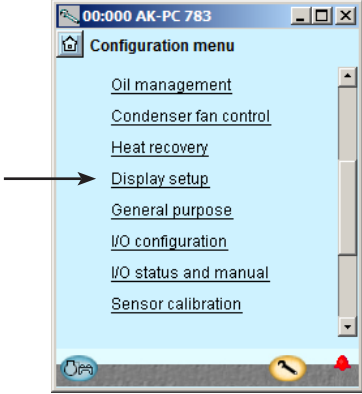 00:000 AK-PC 783
Configuration menu
Oil management
Condenser fan control
Heat recovery
Display setup
General purpose
I/O configuration
I/O status and manual
Sensor calibration